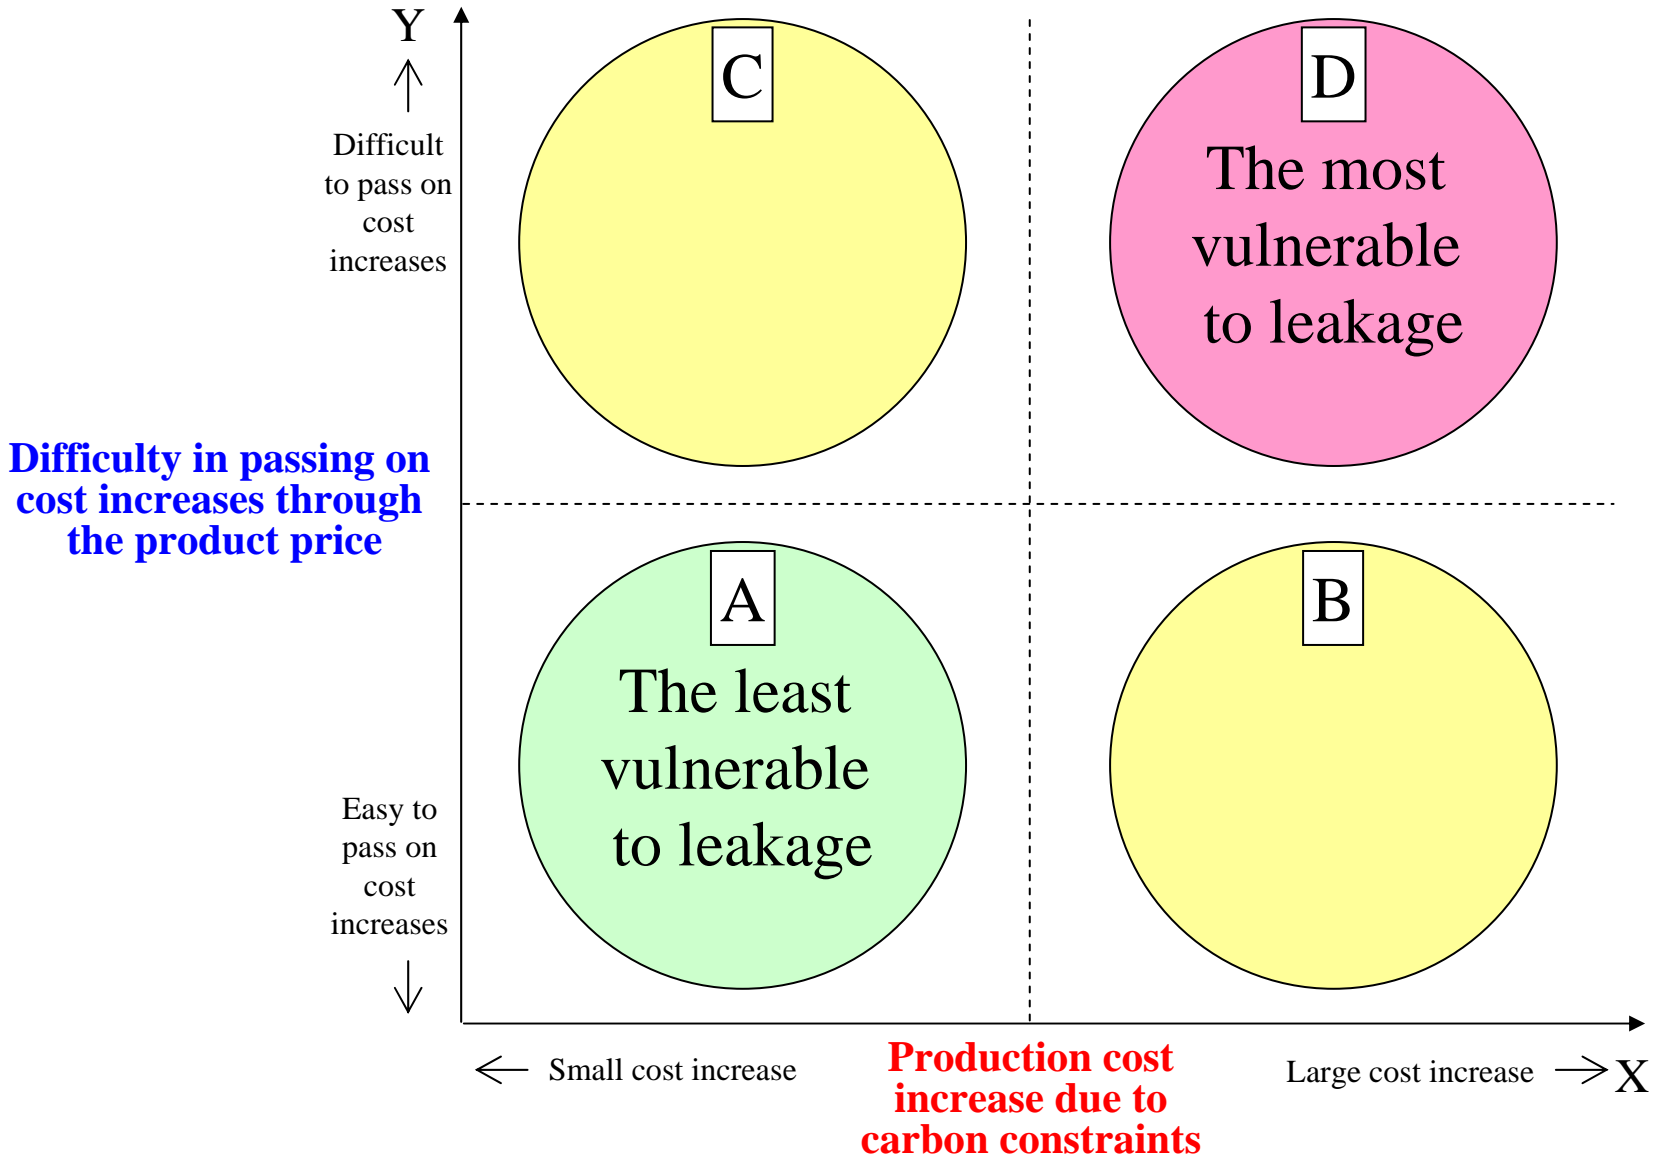 Y
Difficult
to pass on
cost
increases
C
D
The most
vulnerable
to leakage
Difficulty in passing on
cost increases through
the product price
A
The least
vulnerable
to leakage
B
Easy to
pass on
cost
increases
Small cost increase
Production cost
increase due to
carbon constraints
Large cost increase
X